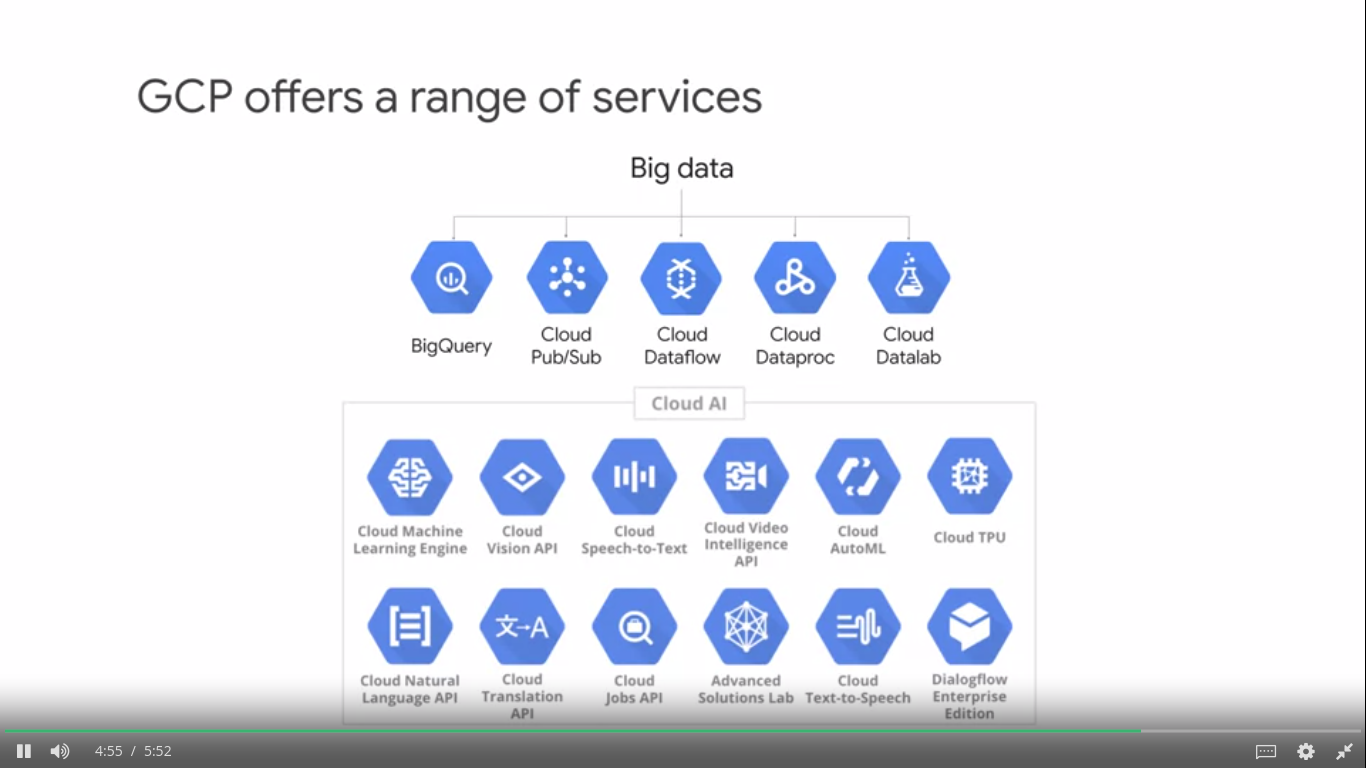 GCP offers a range of services
Big data
BigQuery
Cloud
Pub/Sub
Cloud
Dataflow
Cloud
Dataproc
Cloud
Datalab
Cloud AI
Cloud Machine
Learning Engine
Cloud
Vision API
Cloud
Speech-to-Text
Cloud Video
Intelligence
API
Cloud
AutoML
Cloud TPU
Cloud Natural
Language API
文→A
Cloud
Translation
API
Cloud
Jobs API
Advanced
Solutions Lab
Cloud
Text-to-Speech
Dialogflow
Enterprise
Edition
4:55 / 5:52